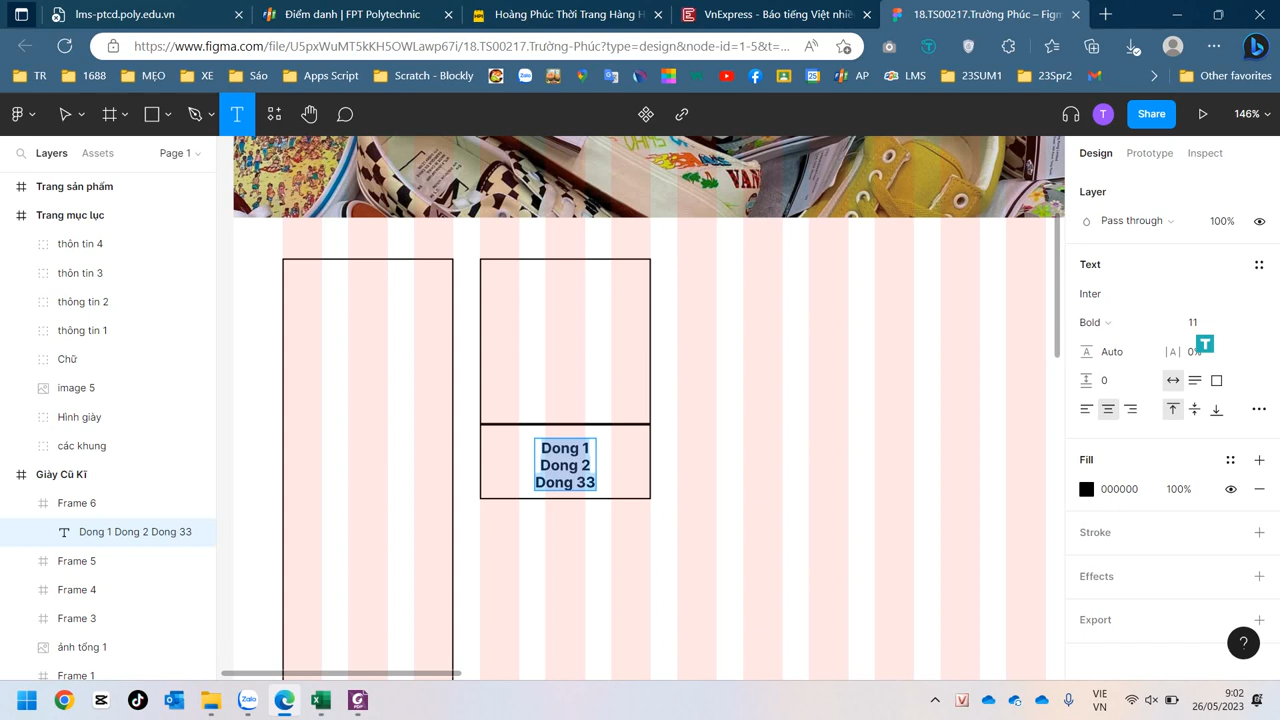 lms-ptcd.poly.edu.vn
Điểm danh | FPT Polytechnic
Hoàng Phúc Thời Trang Hàng H
VnExpress - Báo tiếng Việt nhiề
18.TS00217.Trường Phúc – Figm
https://www.figma.com/file/U5pxWuMT5kKH5OWLawp67i/18.TS00217.Trường-Phúc?type=design&node-id=1-5&t=...
TR
1688
MẸO
XE
Sáo
Apps Script
Scratch - Blockly
AP
LMS
23SUM1
23Spr2
Other favorites
T
Share
146%
Layers
Assets
Page 1
Design
Prototype
Inspect
Trang sản phẩm
Trang mục lục
thôn tin 4
thôn tin 3
thông tin 2
thông tin 1
Chữ
image 5
Hình giày
các khung
Giày Cũ Kĩ
Frame 6
Dong 1 Dong 2 Dong 33
Frame 5
Frame 4
Frame 3
ảnh tổng 1
Frame 1
VANS
Dong 1
Dong 2
Dong 33
Layer
Pass through
100%
Text
Inter
Bold
11
Auto
0%
T
0
Fill
000000
100%
Stroke
Effects
Export
?
VIE
VN
9:02
26/05/2023